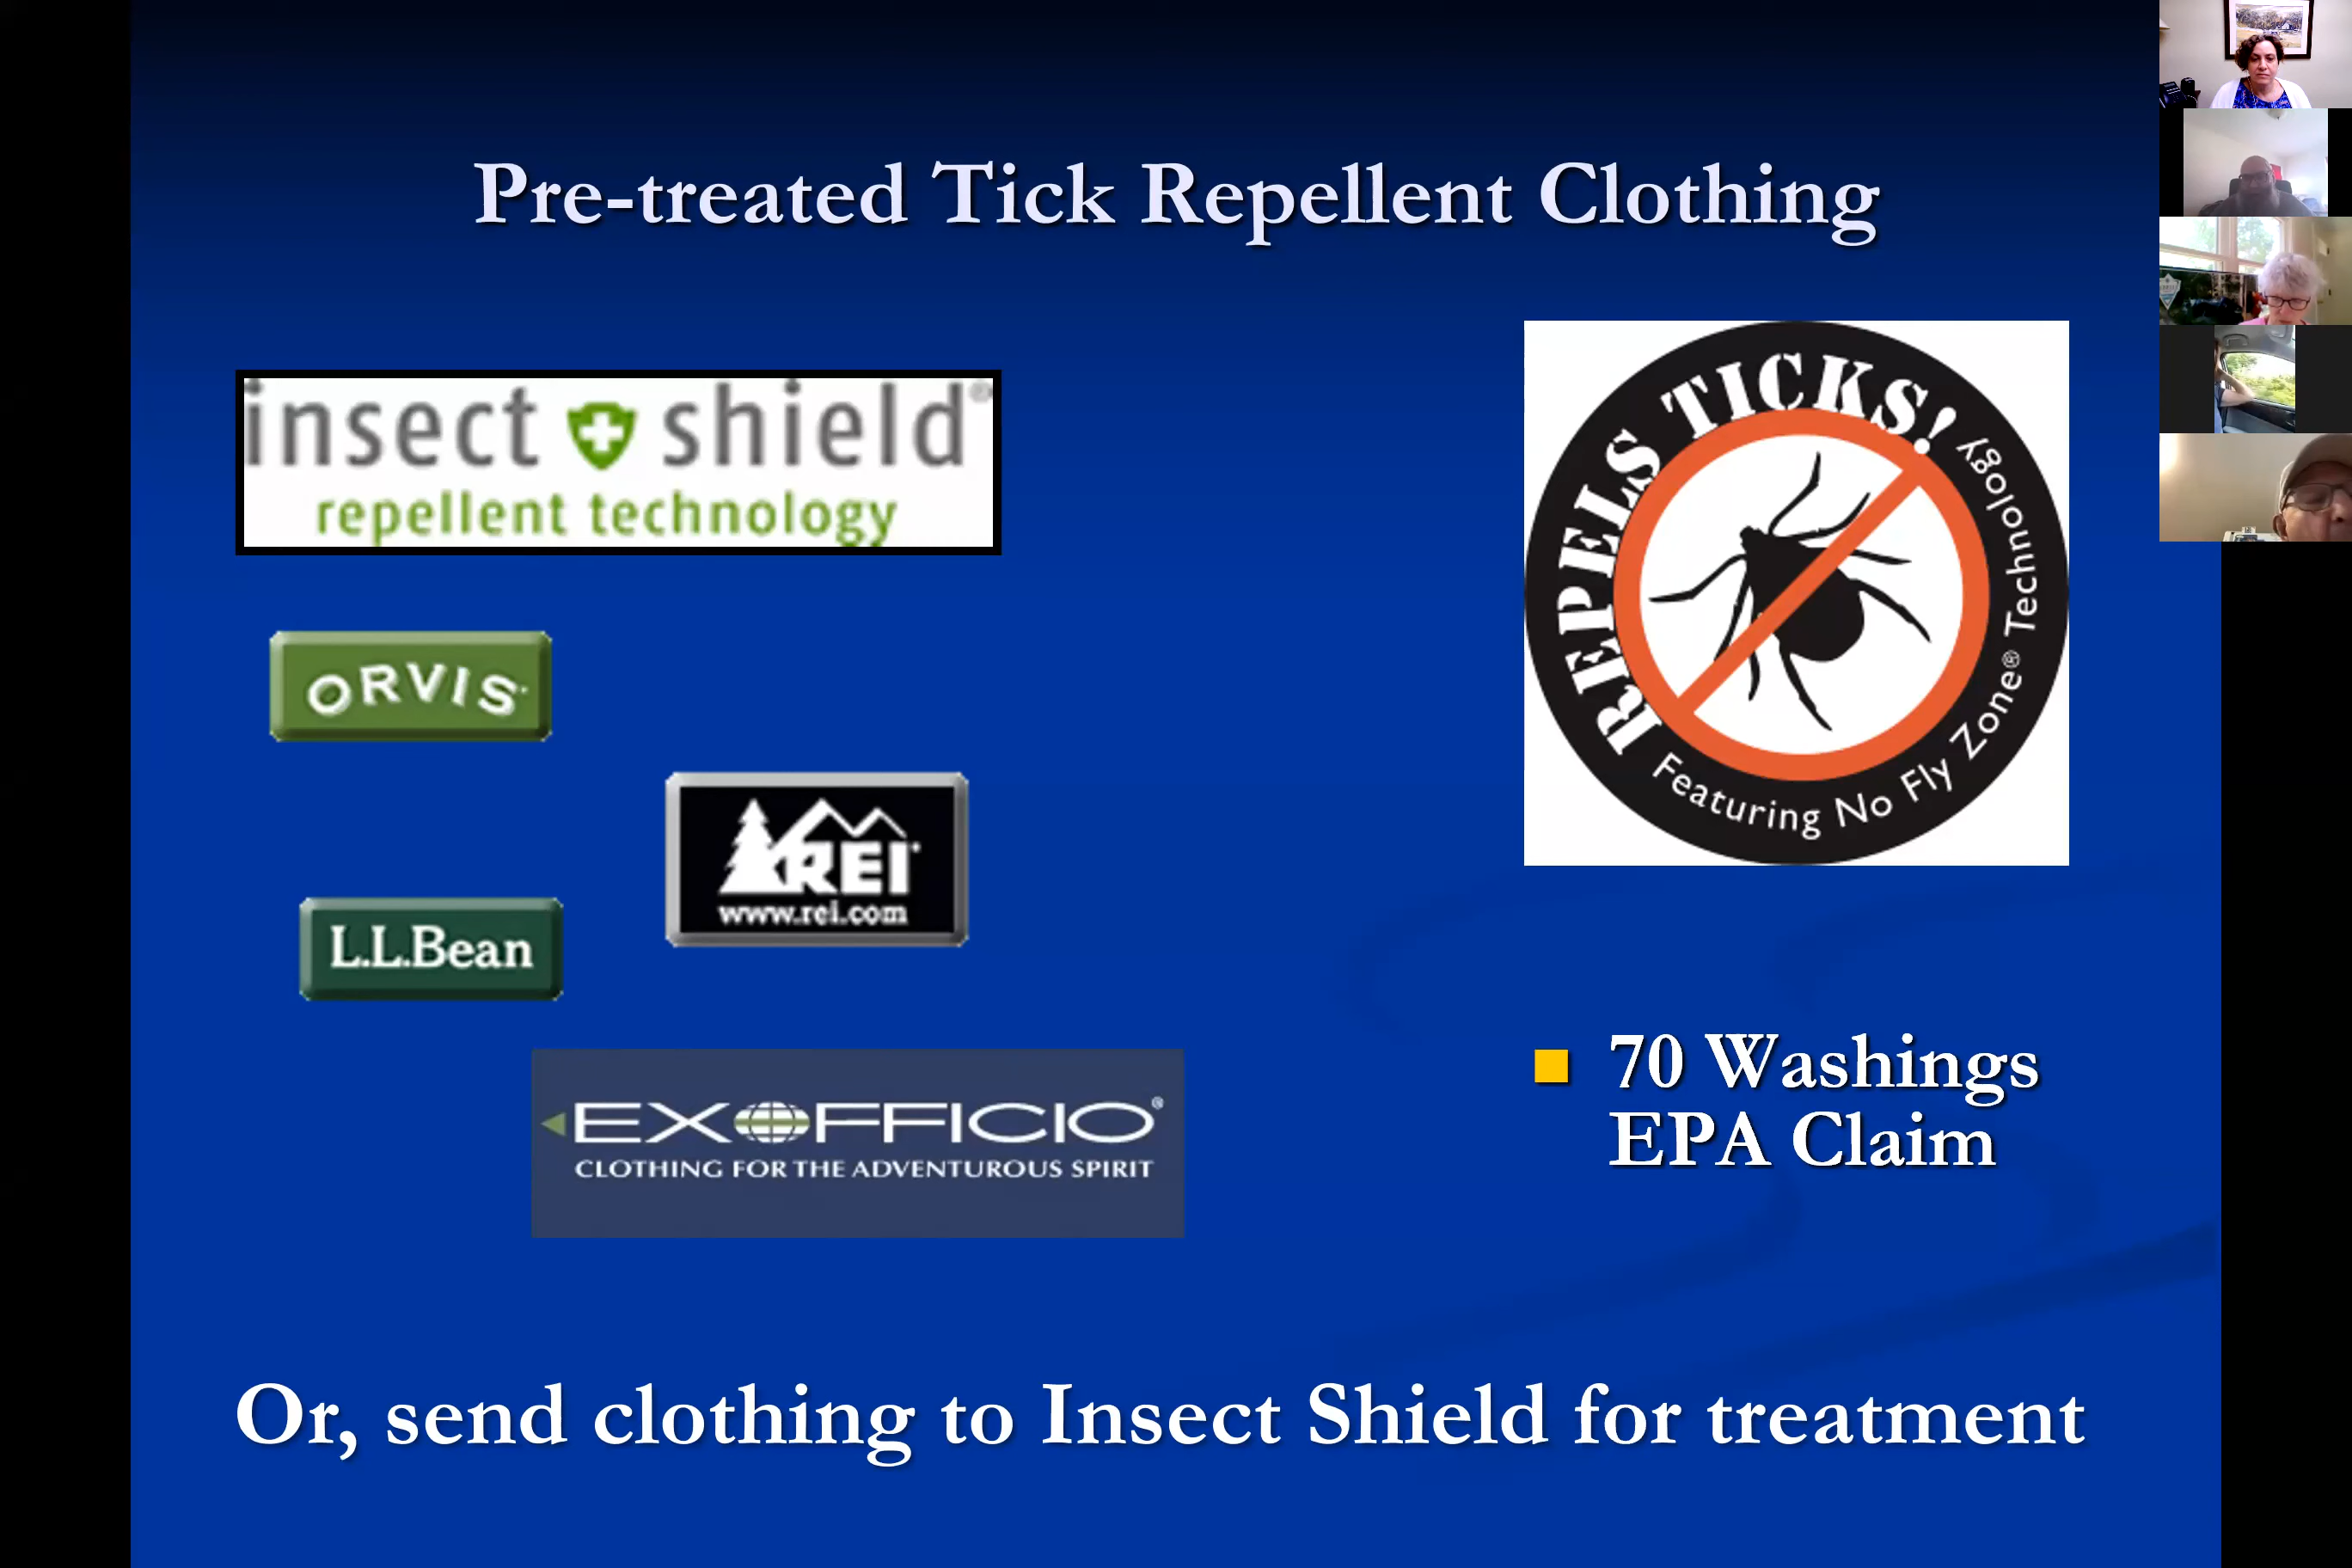 Pre-treated Tick Repellent Clothing
insect shield®
repellent technology
REPELS TICKS!
Featuring No Fly Zone® Technology
ORVIS
REI
www.rei.com
L.L.Bean
EXOFFICIO®
CLOTHING FOR THE ADVENTUROUS SPIRIT
70 Washings
EPA Claim
Or, send clothing to Insect Shield for treatment